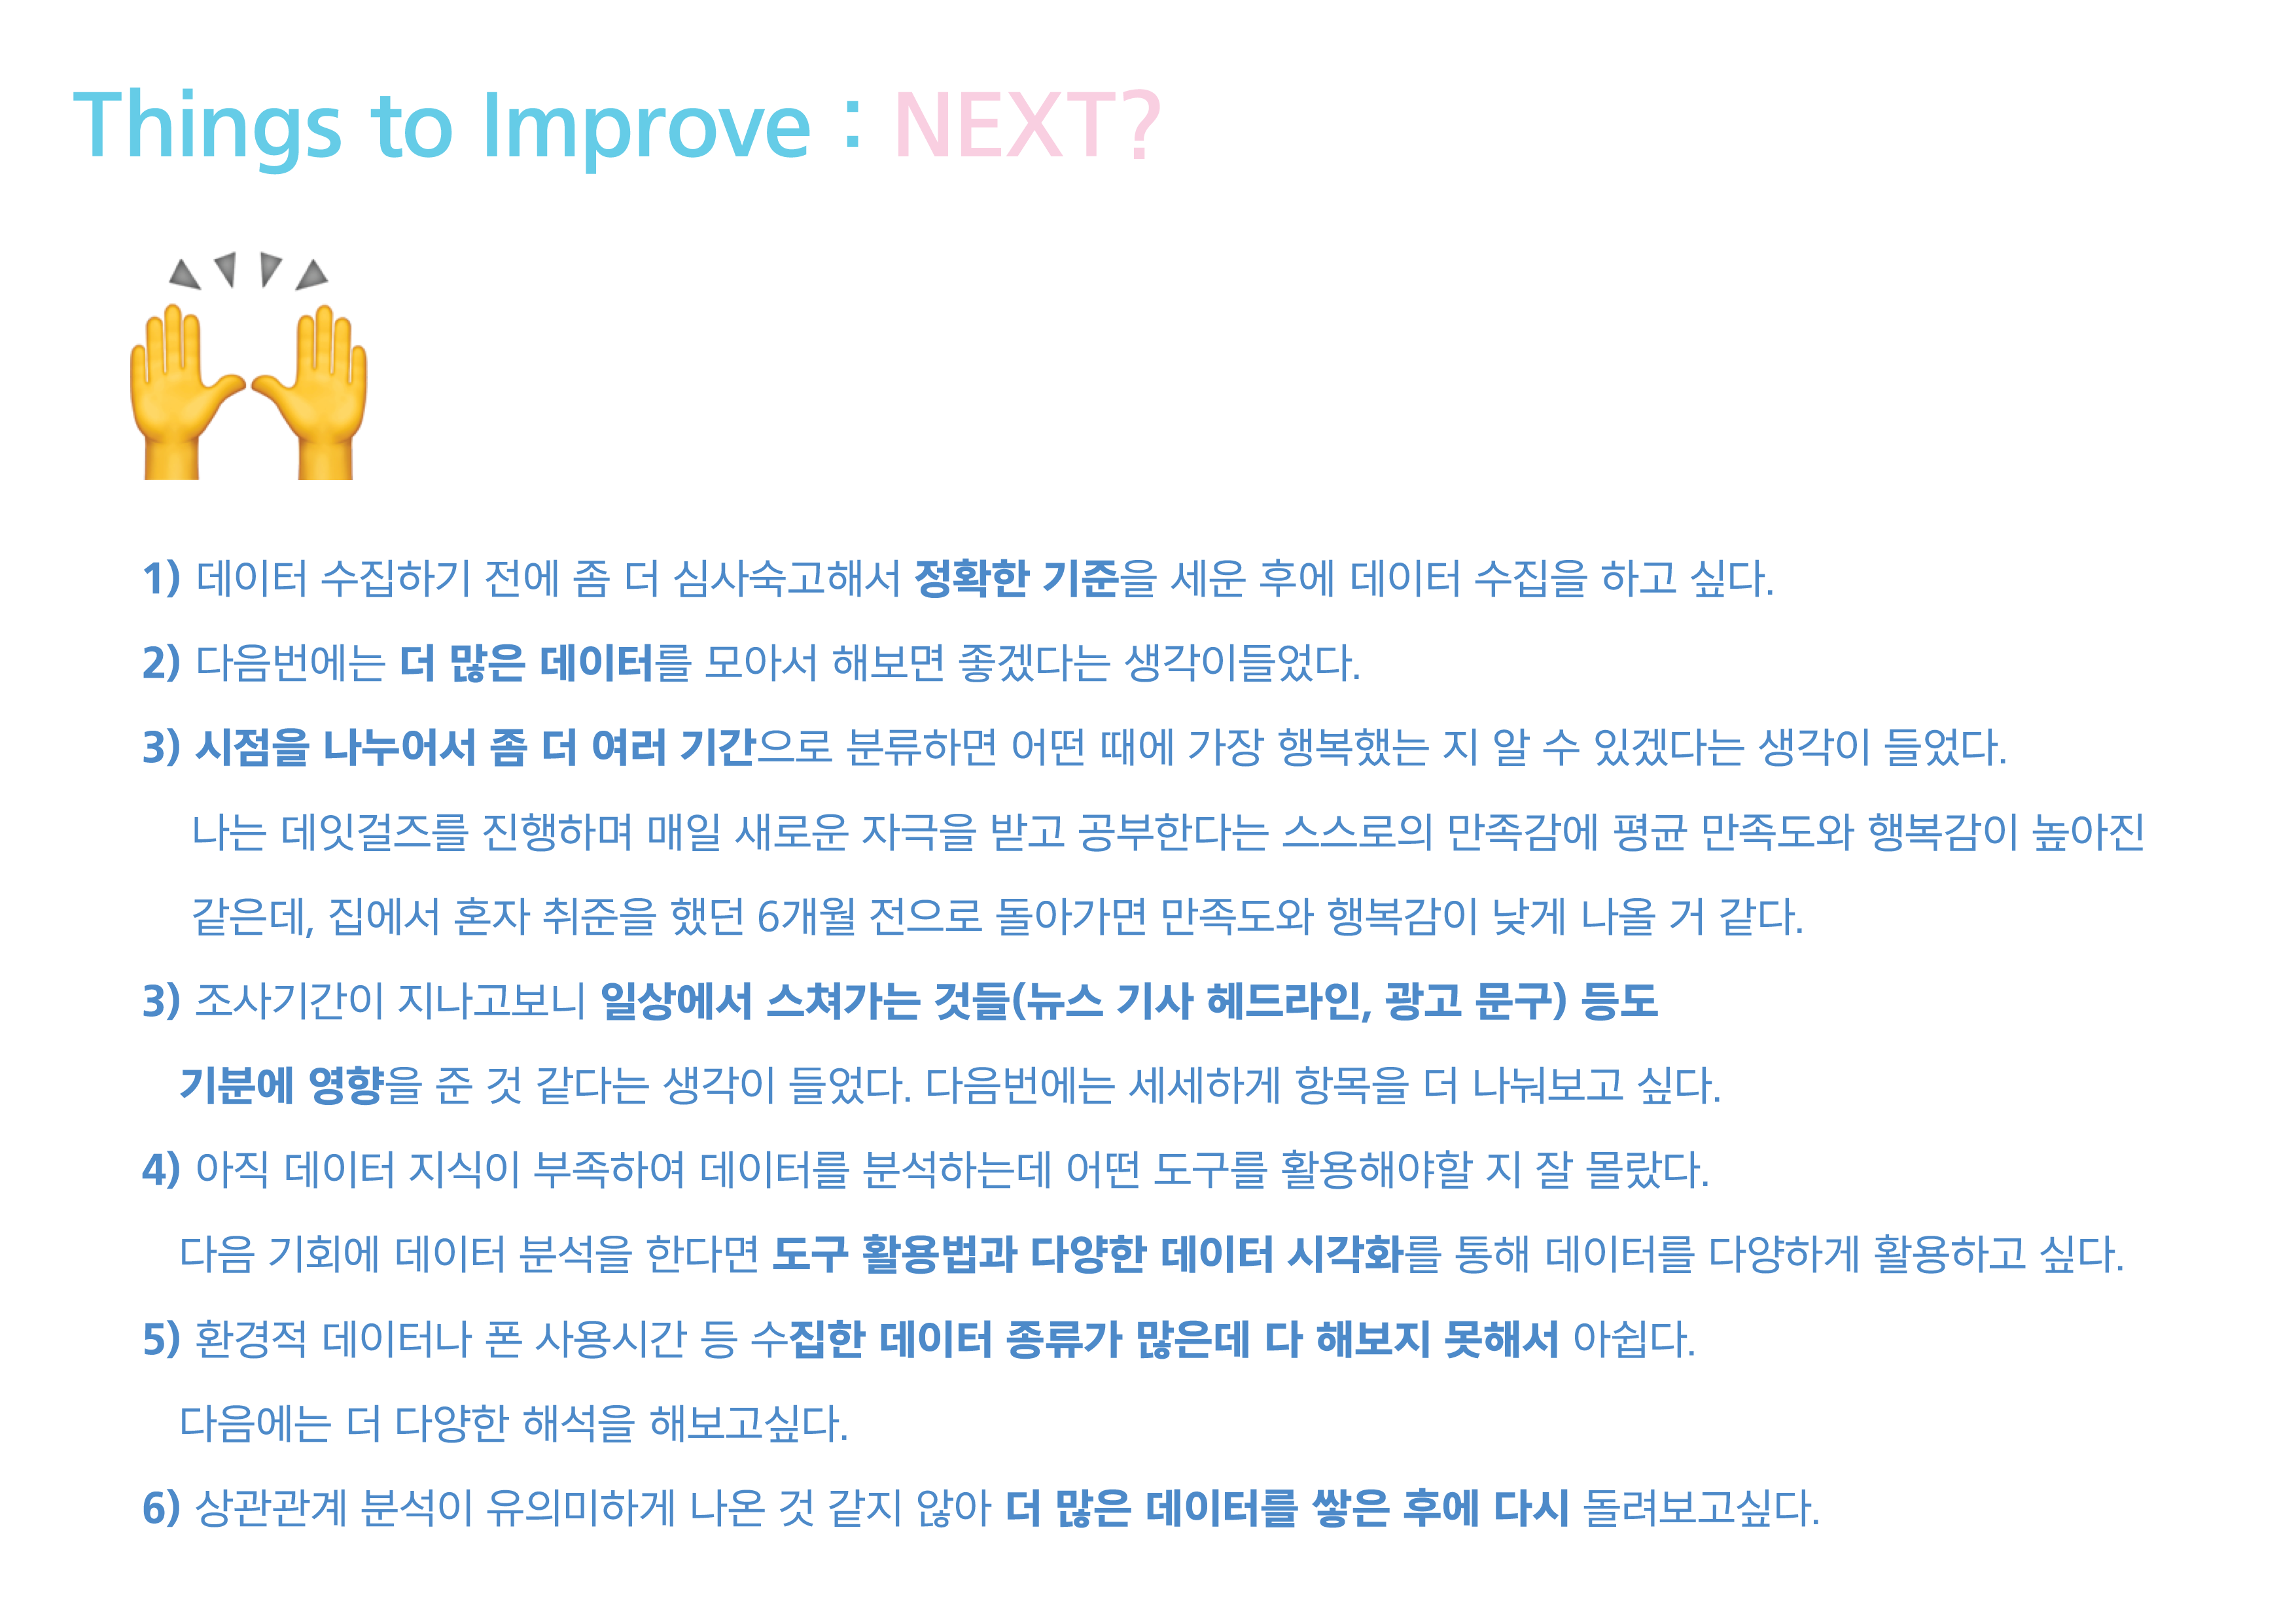 Things to Improve : NEXT?
1) 데이터 수집하기 전에 좀 더 심사숙고해서 정확한 기준을 세운 후에 데이터 수집을 하고 싶다.
2) 다음번에는 더 많은 데이터를 모아서 해보면 좋겠다는 생각이들었다.
3) 시점을 나누어서 좀 더 여러 기간으로 분류하면 어떤 때에 가장 행복했는 지 알 수 있겠다는 생각이 들었다.
나는 데잇걸즈를 진행하며 매일 새로운 자극을 받고 공부한다는 스스로의 만족감에 평균 만족도와 행복감이 높아진
같은데, 집에서 혼자 취준을 했던 6개월 전으로 돌아가면 만족도와 행복감이 낮게 나올 거 같다.
3) 조사기간이 지나고보니 일상에서 스쳐가는 것들(뉴스 기사 헤드라인, 광고 문구) 등도
기분에 영향을 준 것 같다는 생각이 들었다. 다음번에는 세세하게 항목을 더 나눠보고 싶다.
4) 아직 데이터 지식이 부족하여 데이터를 분석하는데 어떤 도구를 활용해야할 지 잘 몰랐다.
다음 기회에 데이터 분석을 한다면 도구 활용법과 다양한 데이터 시각화를 통해 데이터를 다양하게 활용하고 싶다.
5) 환경적 데이터나 폰 사용시간 등 수집한 데이터 종류가 많은데 다 해보지 못해서 아쉽다.
다음에는 더 다양한 해석을 해보고싶다.
6) 상관관계 분석이 유의미하게 나온 것 같지 않아 더 많은 데이터를 쌓은 후에 다시 돌려보고싶다.